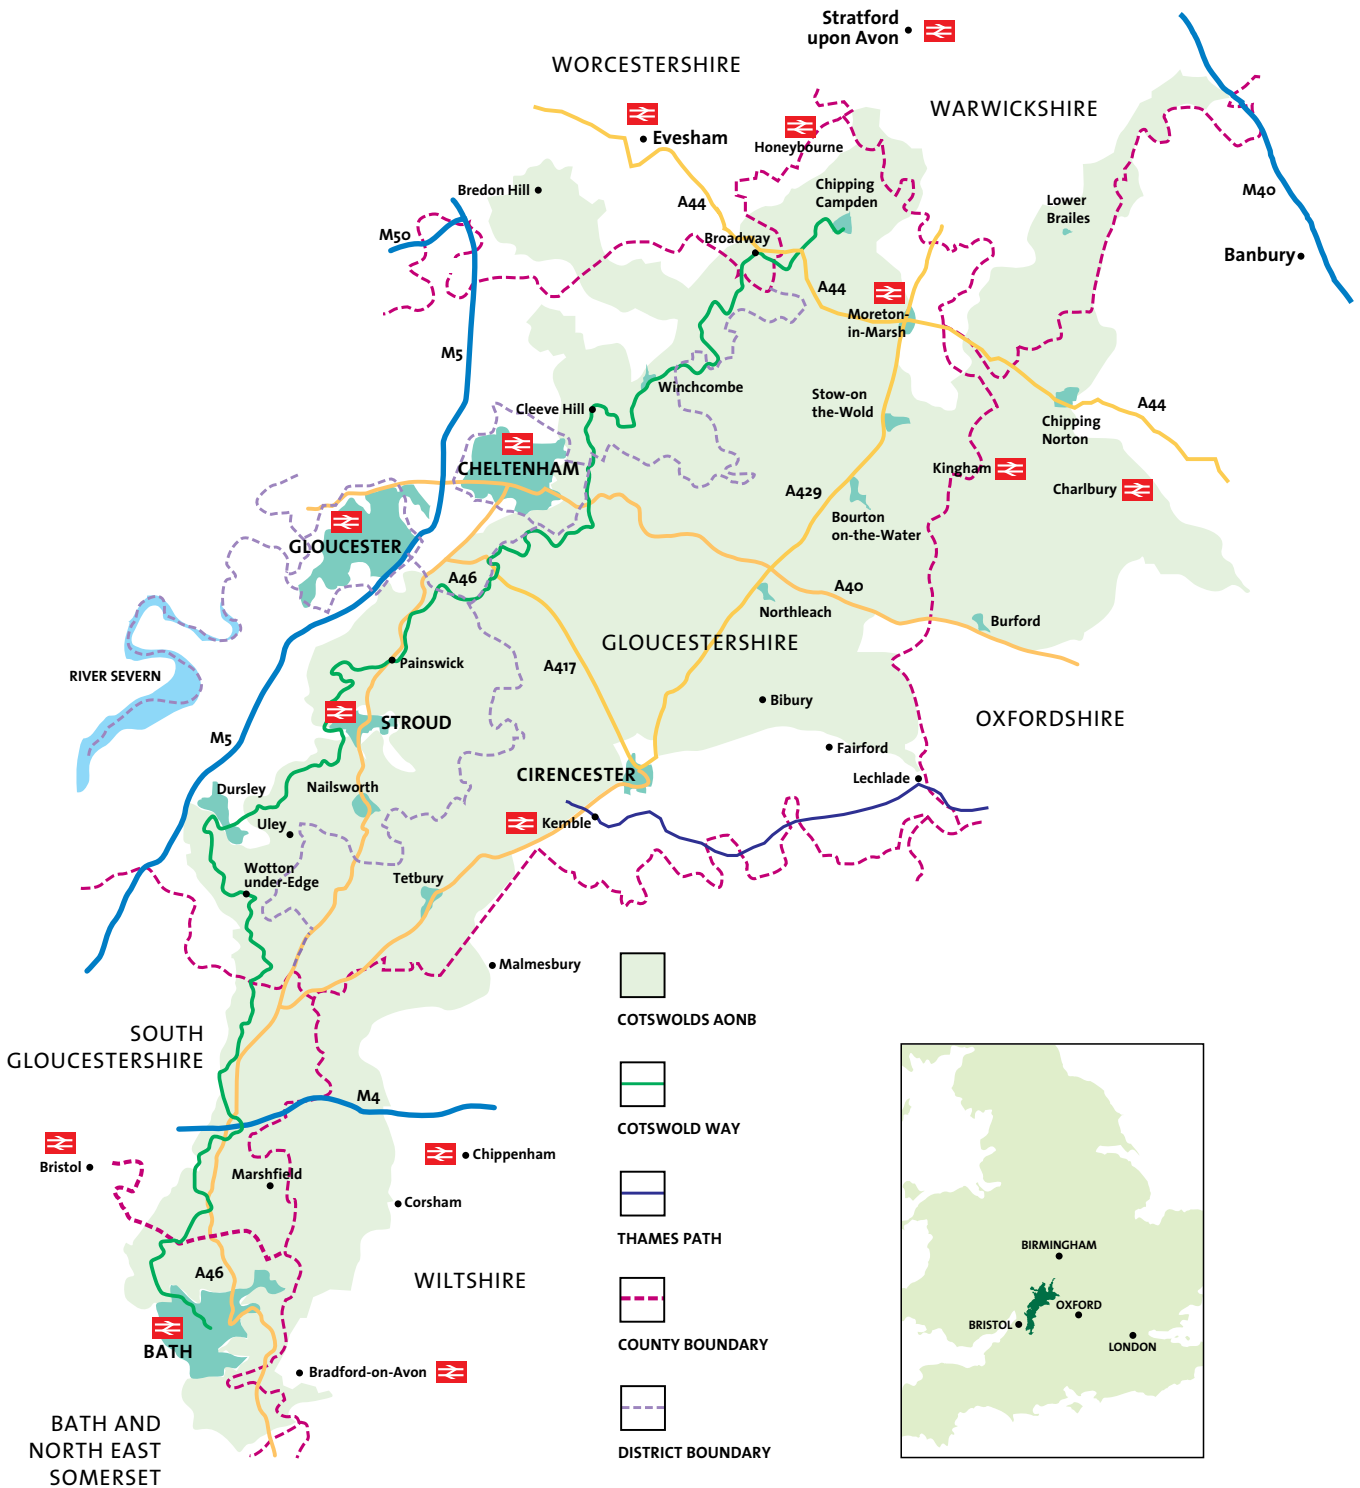 Stratford
upon Avon
WORCESTERSHIRE
WARWICKSHIRE
Evesham
Honeybourne
Bredon Hill
A44
Chipping
Campden
Lower
Brailes
M40
M50
Broadway
Banbury
A44
Moreton-
in-Marsh
M5
Winchcombe
Stow-on
the-Wold
Cleeve Hill
A44
Chipping
Norton
CHELTENHAM
Kingham
Charlbury
A429
Bourton
on-the-Water
GLOUCESTER
A46
A40
Northleach
Burford
GLOUCESTERSHIRE
Painswick
A417
RIVER SEVERN
Bibury
STROUD
OXFORDSHIRE
M5
Fairford
CIRENCESTER
Lechlade
Dursley
Nailsworth
Uley
Kemble
Wotton
under-Edge
Tetbury
Malmesbury
COTSWOLDS AONB
SOUTH
GLOUCESTERSHIRE
M4
COTSWOLD WAY
Bristol
Chippenham
Marshfield
Corsham
THAMES PATH
A46
WILTSHIRE
BIRMINGHAM
OXFORD
BRISTOL
LONDON
COUNTY BOUNDARY
BATH
Bradford-on-Avon
BATH AND
NORTH EAST
SOMERSET
DISTRICT BOUNDARY